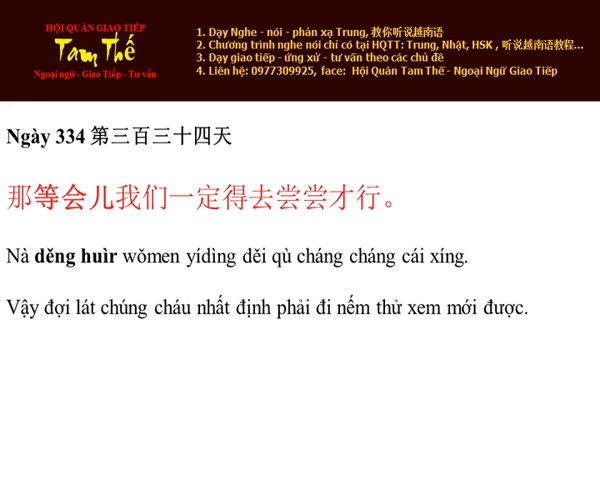 HỘI QUÁN GIAO TIẾP
Tam Thế
Ngoại ngữ - Giao Tiếp - Tư vấn
1. Dạy Nghe - nói - phản xạ Trung, 教你听说越南语
2. Chương trình nghe nói chỉ có tại HQTT: Trung, Nhật, HSK , 听说越南语教程...
3. Dạy giao tiếp - ứng xử - tư vấn theo các chủ đề
4. Liên hệ: 0977309925, face: Hội Quán Tam Thế - Ngoại Ngữ Giao Tiếp
Ngày 334 第三百三十四天
那等会儿我们一定得去尝尝才行。
Nà děng huìr wǒmen yídìng děi qù cháng cháng cái xíng.
Vậy đợi lát chúng cháu nhất định phải đi nếm thử xem mới được.